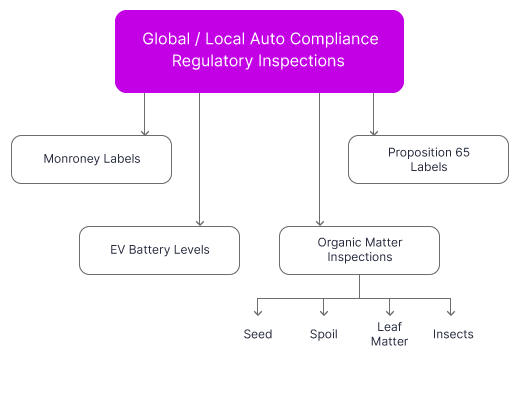 Global / Local Auto Compliance
Regulatory Inspections
Monroney Labels
Proposition 65
Labels
EV Battery Levels
Organic Matter
Inspections
Seed
Spoil
Leaf
Matter
Insects